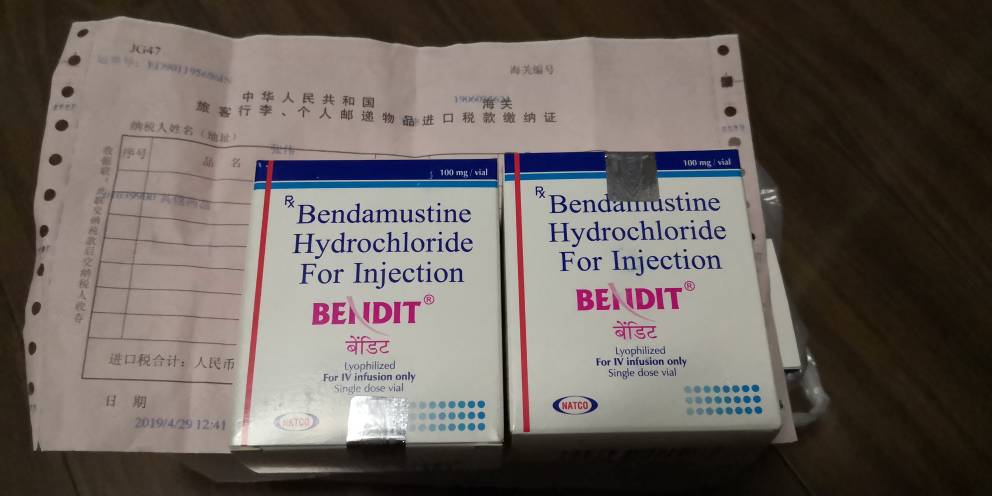 JG47
海关编号
中华人民共和国 海关
旅客行李、个人邮递物品进口税款缴纳证
纳税人姓名(地址)
序号
品名
进口税合计：人民币
日期
2019/4/29 12:41
100 mg / vial
Rx
Bendamustine
Hydrochloride
For Injection
BENDIT®
बेंडिट
Lyophilized
For IV infusion only
Single dose vial
NATCO
100 mg / vial
Rx
Bendamustine
Hydrochloride
For Injection
BENDIT®
बेंडिट
Lyophilized
For IV infusion only
Single dose vial
NATCO